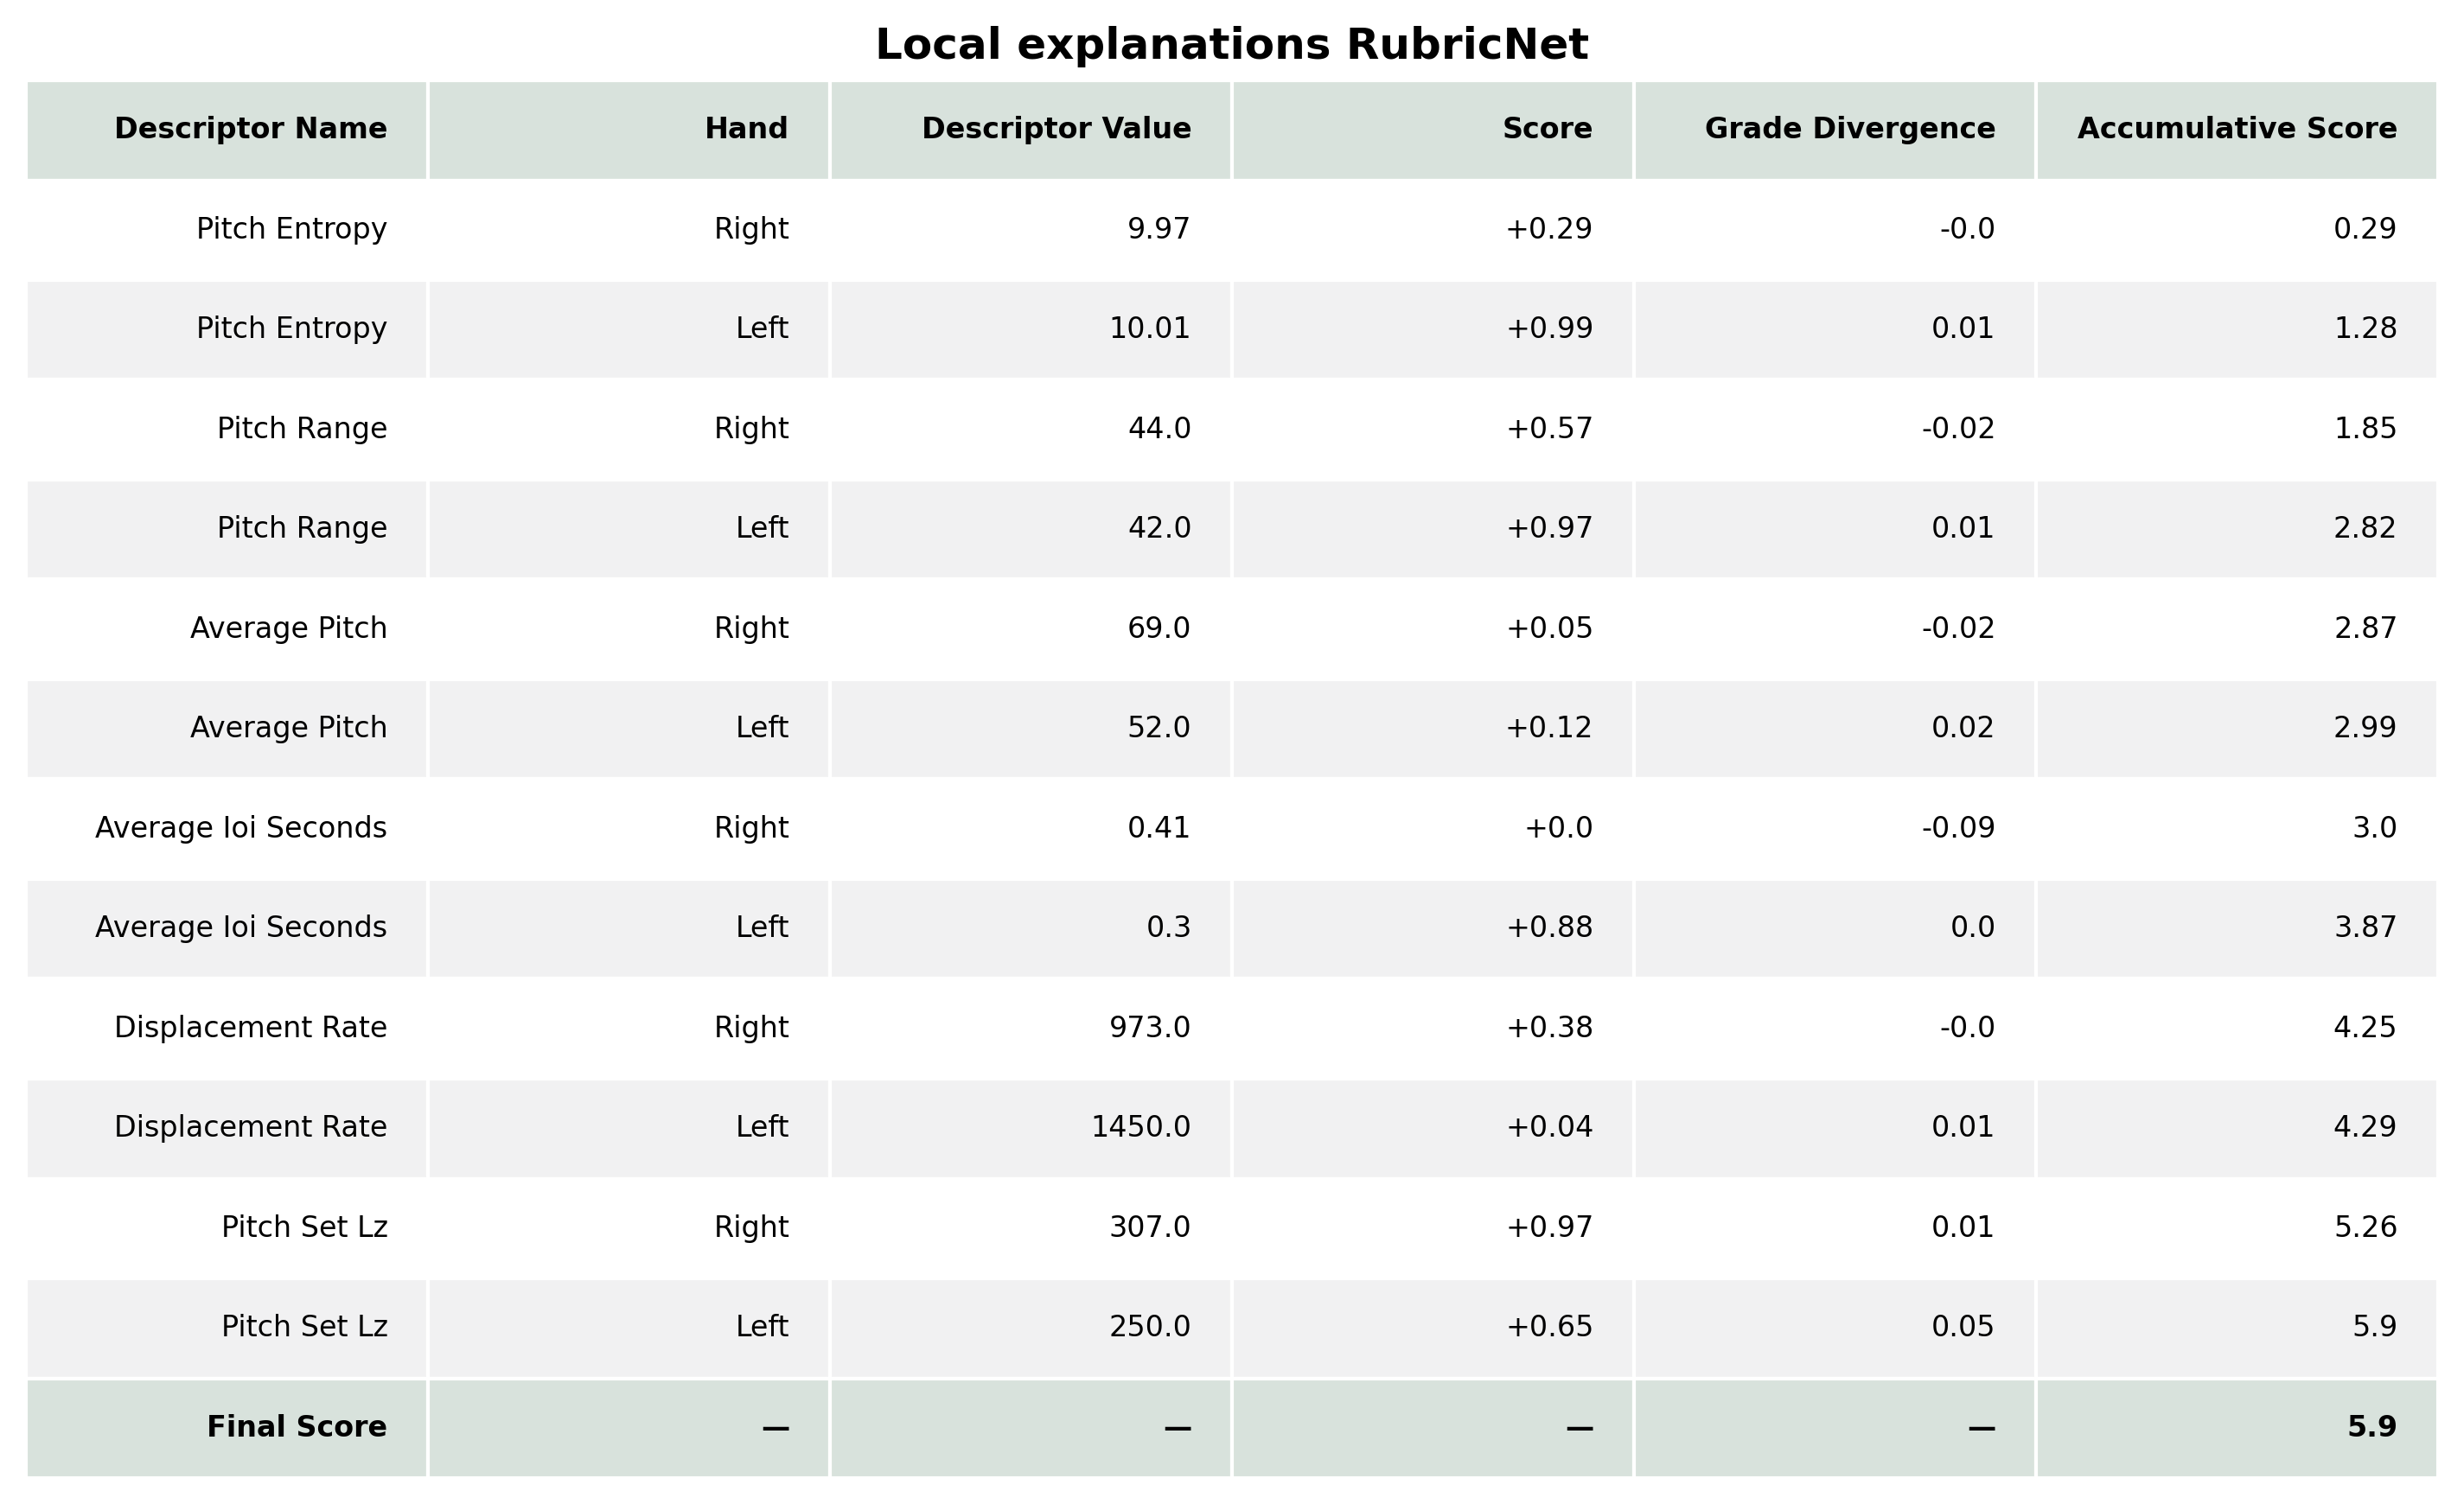 Local explanations RubricNet
Descriptor Name Hand Descriptor Value Score Grade Divergence Accumulative Score
Pitch Entropy Right 9.97 +0.29 -0.0 0.29
Pitch Entropy Left 10.01 +0.99 0.01 1.28
Pitch Range Right 44.0 +0.57 -0.02 1.85
Pitch Range Left 42.0 +0.97 0.01 2.82
Average Pitch Right 69.0 +0.05 -0.02 2.87
Average Pitch Left 52.0 +0.12 0.02 2.99
Average Ioi Seconds Right 0.41 +0.0 -0.09 3.0
Average Ioi Seconds Left 0.3 +0.88 0.0 3.87
Displacement Rate Right 973.0 +0.38 -0.0 4.25
Displacement Rate Left 1450.0 +0.04 0.01 4.29
Pitch Set Lz Right 307.0 +0.97 0.01 5.26
Pitch Set Lz Left 250.0 +0.65 0.05 5.9
Final Score — — — — 5.9